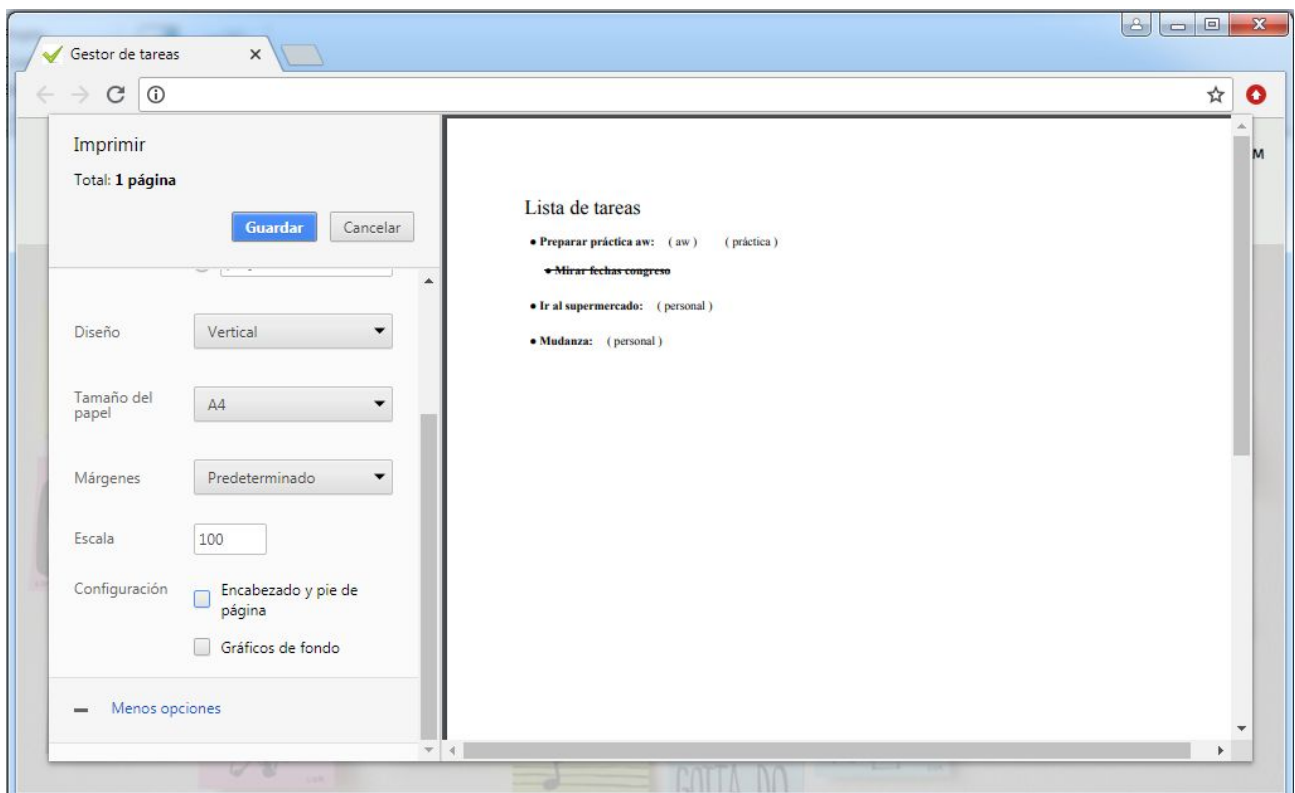 Gestor de tareas
M
Imprimir
Total: 1 página
Guardar
Cancelar
Diseño
Vertical
Tamaño del
papel
A4
Márgenes
Predeterminado
Escala
100
Configuración
Encabezado y pie de
página
Gráficos de fondo
Menos opciones
Lista de tareas
• Preparar práctica aw: ( aw ) ( práctica )
• Mirar fechas congreso
• Ir al supermercado: ( personal )
• Mudanza: ( personal )
GOTTA DO